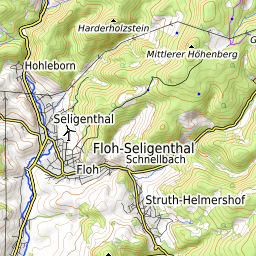 Harderholzstein
Mittlerer Höhenberg
Hohleborn
Seligenthal
Floh-Seligenthal
Schnellbach
Floh
Struth-Helmershof